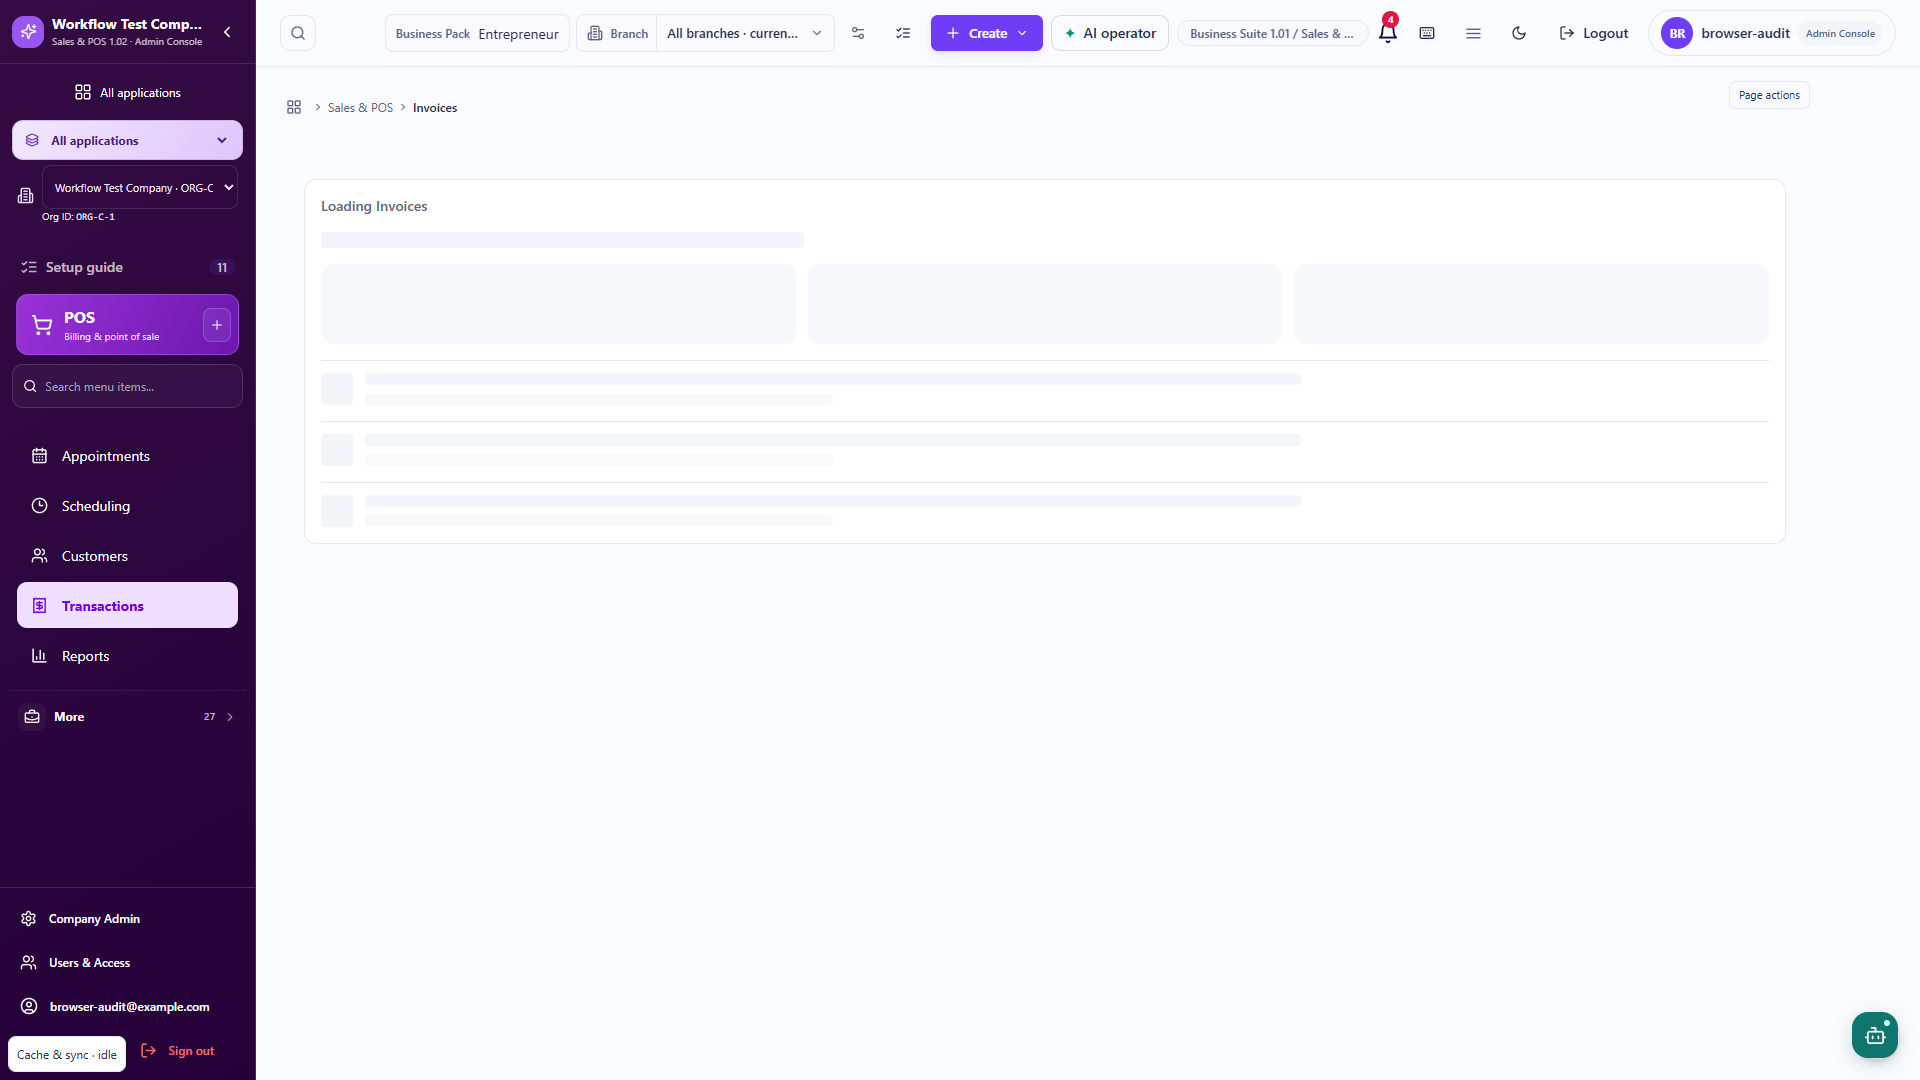 Workflow Test Comp...
Sales & POS 1.02 · Admin Console
All applications
All applications
Workflow Test Company · ORG-C
Org ID: ORG-C-1
Setup guide 11
POS
Billing & point of sale
Search menu items...
Appointments
Scheduling
Customers
Transactions
Reports
More 27
Company Admin
Users & Access
browser-audit@example.com
Cache & sync · idle
Sign out
Business Pack Entrepreneur
Branch All branches · curren...
Create
AI operator
Business Suite 1.01 / Sales & ...
4
Logout
BR browser-audit Admin Console
Sales & POS > Invoices
Page actions
Loading Invoices